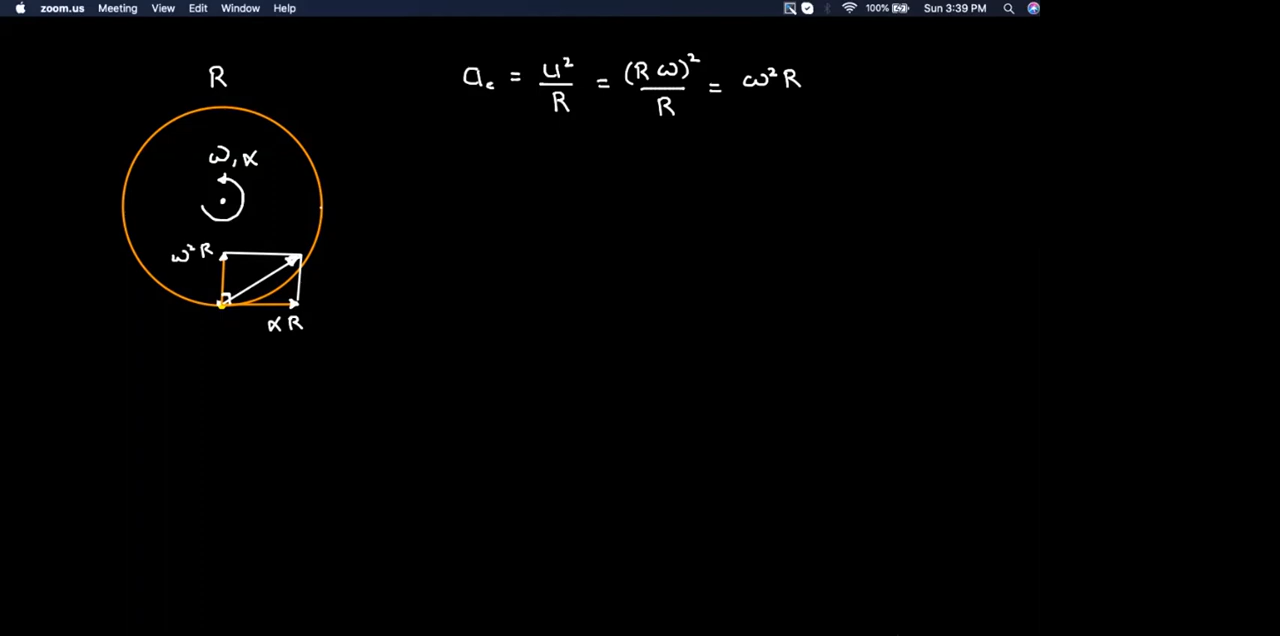 zoom.us Meeting View Edit Window Help 100% Sun 3:39 PM
R
a_c = u²/R = (Rω)²/R = ω²R
ω, α
ω²R
αR